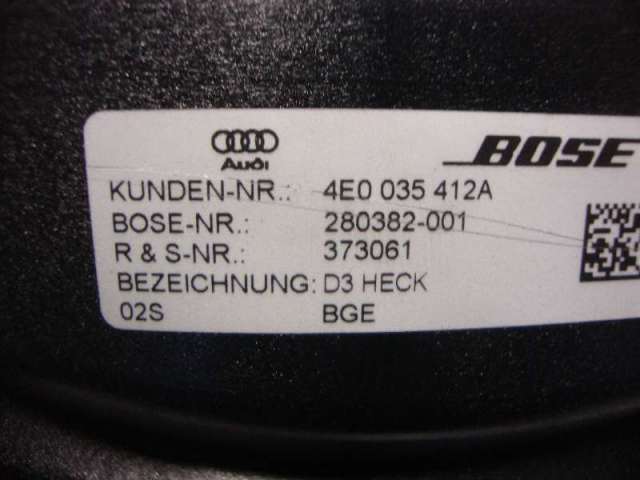 Audi
BOSE
KUNDEN-NR.: 4E0 035 412A
BOSE-NR.: 280382-001
R & S-NR.: 373061
BEZEICHNUNG: D3 HECK
02S BGE